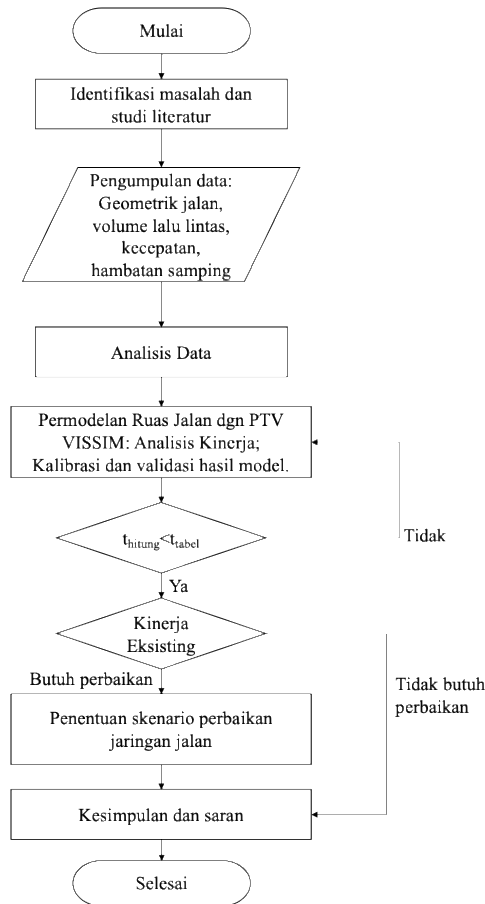 Mulai
Identifikasi masalah dan
studi literatur
Pengumpulan data:
Geometrik jalan,
volume lalu lintas,
kecepatan,
hambatan samping
Analisis Data
Permodelan Ruas Jalan dgn PTV
VISSIM: Analisis Kinerja;
Kalibrasi dan validasi hasil model.
t_hitung<t_tabel
Tidak
Ya
Kinerja
Eksisting
Butuh perbaikan
Tidak butuh
perbaikan
Penentuan skenario perbaikan
jaringan jalan
Kesimpulan dan saran
Selesai